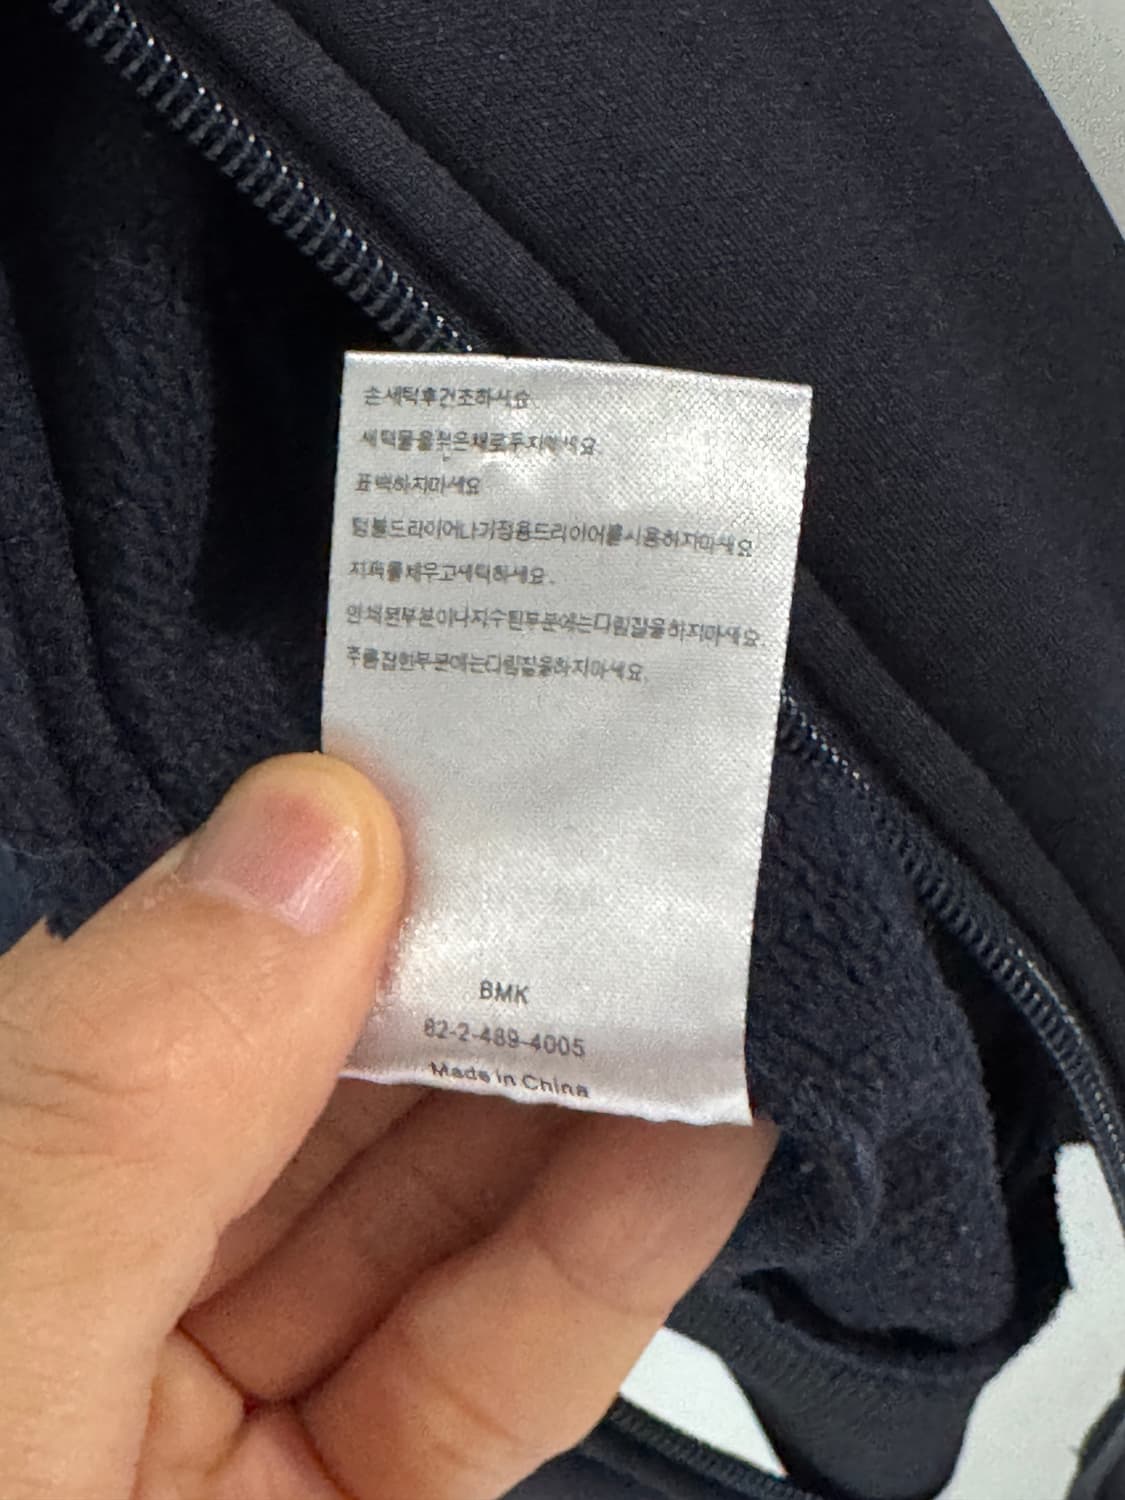 손세탁후건조하세요
세탁물을젖은채로두지마세요.
표백하지마세요
텀블드라이어나가정용드라이어를사용하지마세요
지퍼를채우고세탁하세요.
인쇄된부분이나자수된부분에는다림질을하지마세요.
주름잡힌부분에는다림질을하지마세요.
BMK
82-2-489-4005
Made in China